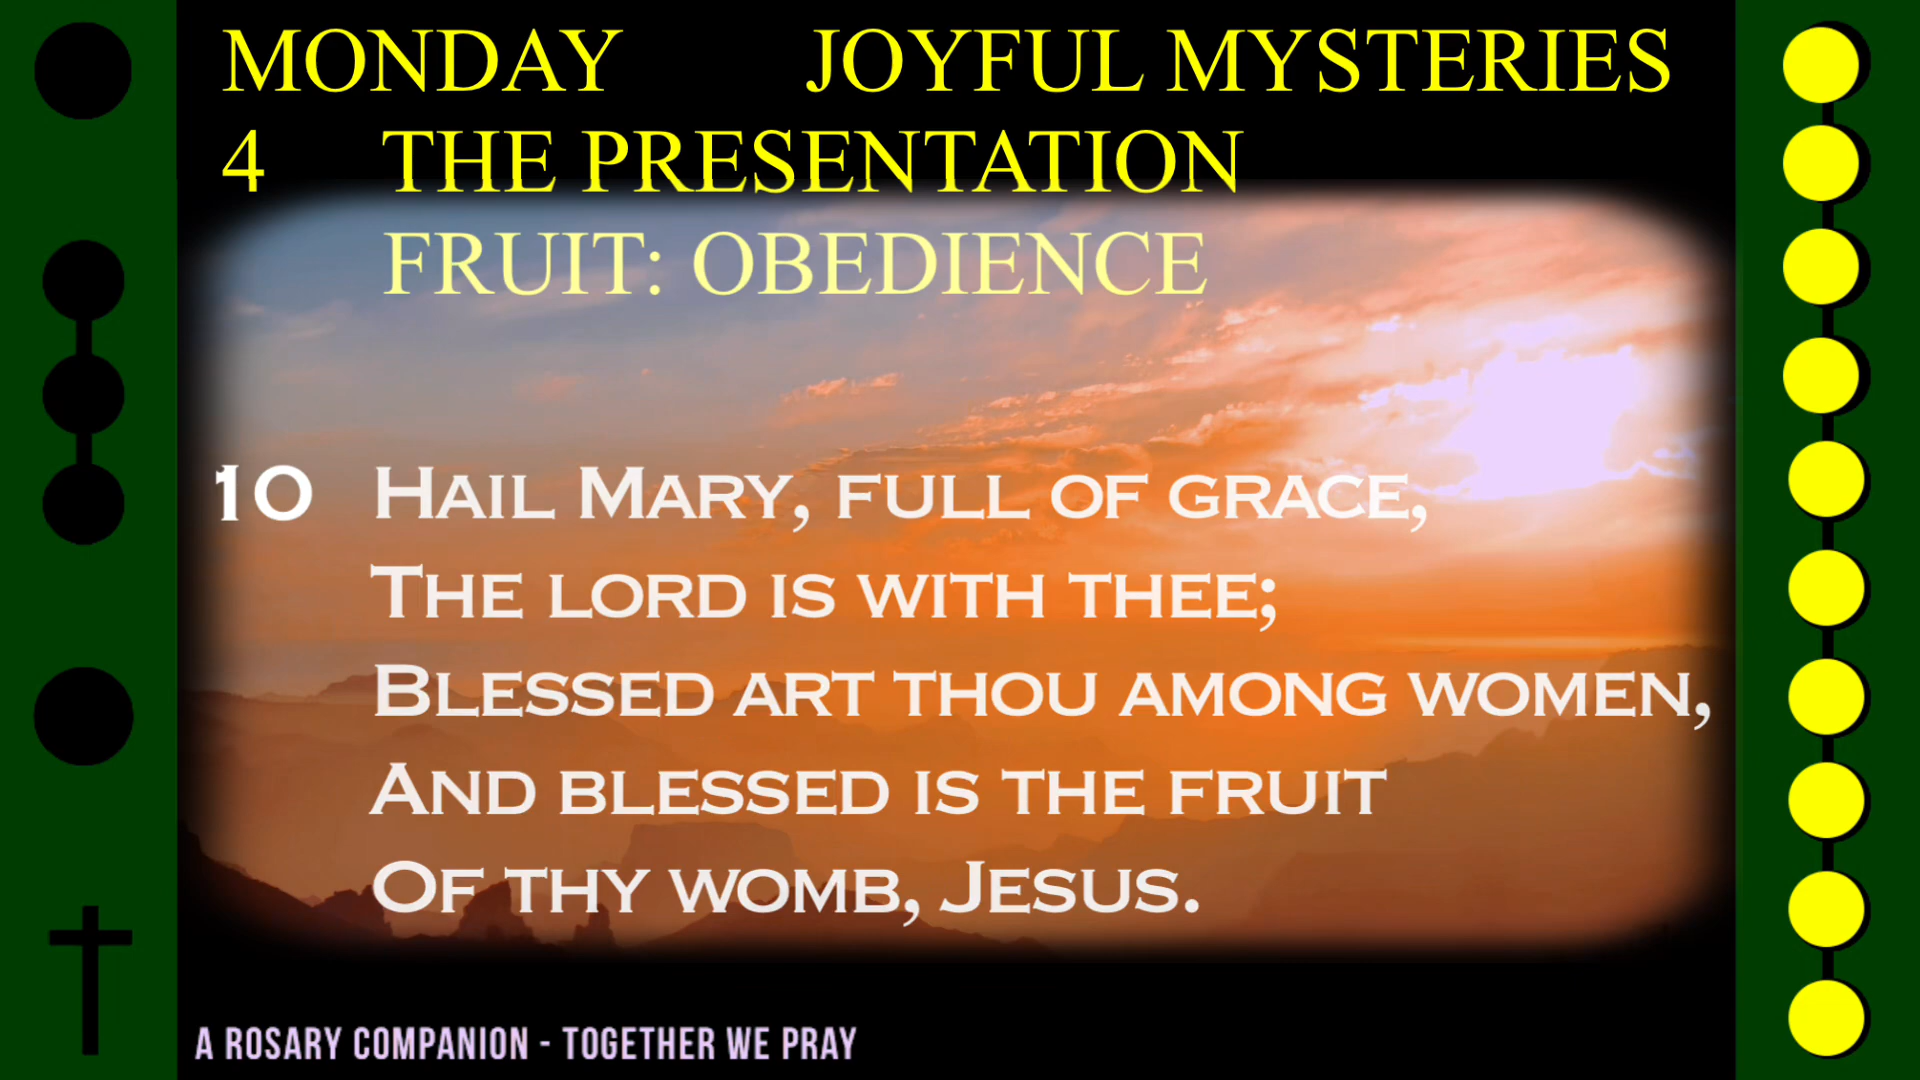 MONDAY JOYFUL MYSTERIES
4 THE PRESENTATION
FRUIT: OBEDIENCE
10 HAIL MARY, FULL OF GRACE,
THE LORD IS WITH THEE;
BLESSED ART THOU AMONG WOMEN,
AND BLESSED IS THE FRUIT
OF THY WOMB, JESUS.
A ROSARY COMPANION - TOGETHER WE PRAY